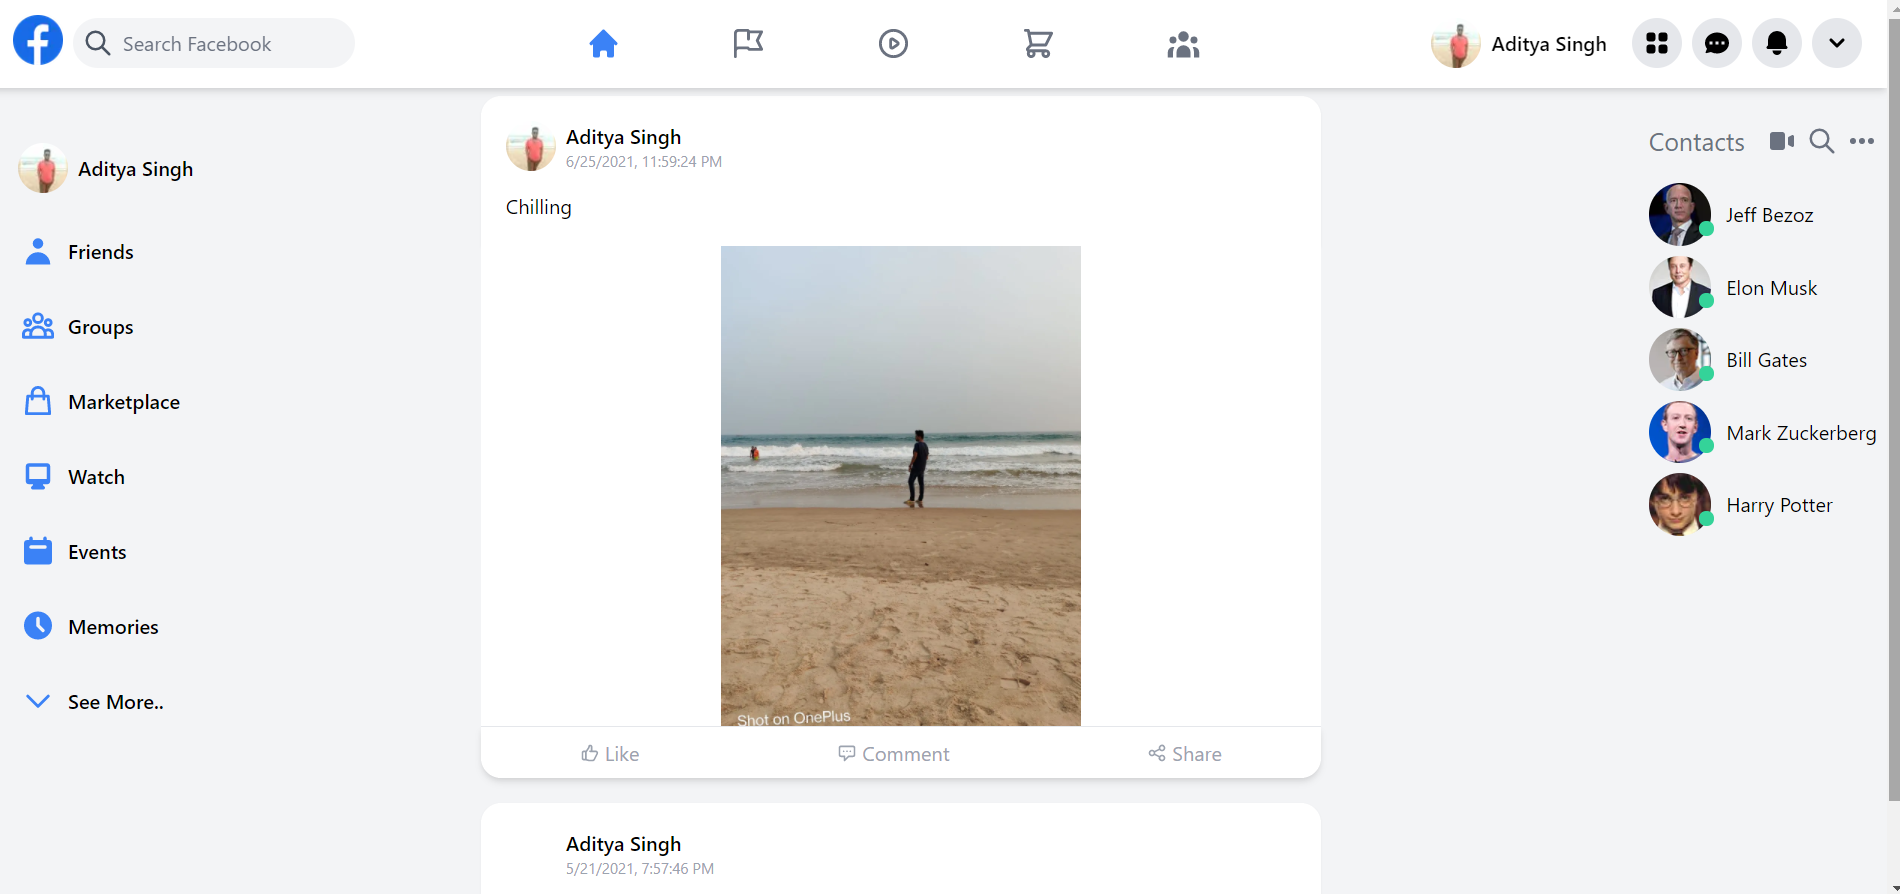 Search Facebook
Aditya Singh
Aditya Singh
Friends
Groups
Marketplace
Watch
Events
Memories
See More..
Aditya Singh
6/25/2021, 11:59:24 PM
Chilling
Shot on OnePlus
Like
Comment
Share
Aditya Singh
5/21/2021, 7:57:46 PM
Contacts
Jeff Bezoz
Elon Musk
Bill Gates
Mark Zuckerberg
Harry Potter